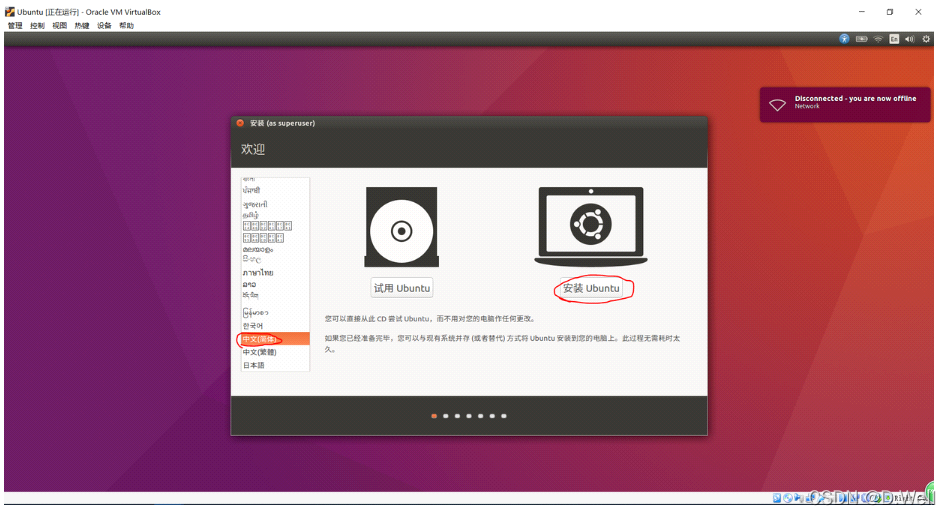 Ubuntu [正在运行] - Oracle VM VirtualBox
管理 控制 视图 热键 设备 帮助
En
Disconnected - you are now offline
Network
安装 (as superuser)
欢迎
ਪੰਜਾਬੀ
ગુજરાતી
தமிழ்
മലയാളം
සිංහල
ภาษาไทย
ລາວ
རྫོང་ཁ
မြန်မာစာ
한국어
中文(简体)
中文(繁體)
日本語
试用 Ubuntu
安装 Ubuntu
您可以直接从此 CD 尝试 Ubuntu，而不用对您的电脑作任何更改。
如果您已经准备完毕，您可以与现有系统并存 (或者替代) 方式将 Ubuntu 安装到您的电脑上。此过程无需耗时太
久。
CSDN @D.Well